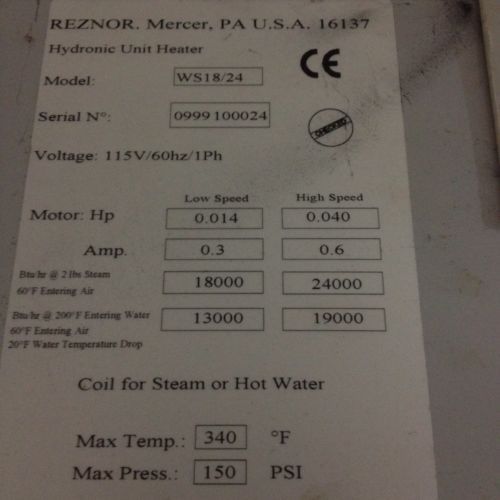 REZNOR. Mercer, PA U.S.A. 16137
Hydronic Unit Heater
CE
Model: WS18/24
Serial N°: 0999100024
CHECKED
Voltage: 115V/60hz/1Ph
Low Speed High Speed
Motor: Hp 0.014 0.040
Amp. 0.3 0.6
Btu/hr @ 2 lbs Steam
60°F Entering Air
18000 24000
Btu/hr @ 200°F Entering Water
60°F Entering Air
20°F Water Temperature Drop
13000 19000
Coil for Steam or Hot Water
Max Temp.: 340 °F
Max Press.: 150 PSI